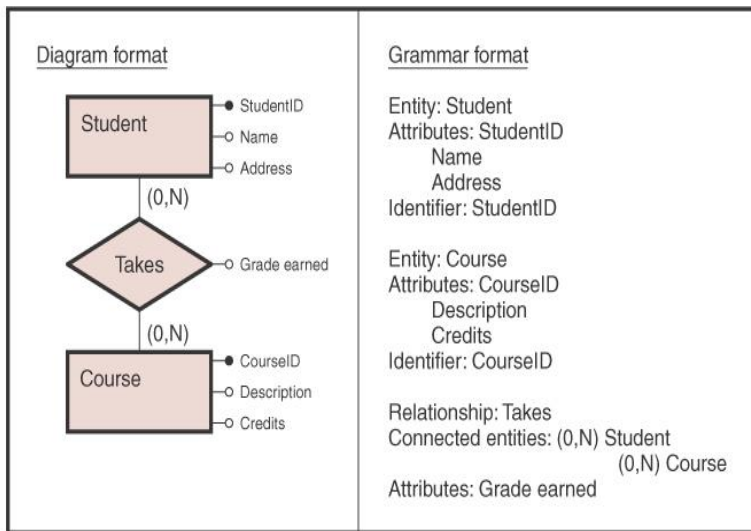 Diagram format
Student
StudentID
Name
Address
(0,N)
Takes
Grade earned
(0,N)
Course
CourseID
Description
Credits
Grammar format
Entity: Student
Attributes: StudentID
Name
Address
Identifier: StudentID
Entity: Course
Attributes: CourseID
Description
Credits
Identifier: CourseID
Relationship: Takes
Connected entities: (0,N) Student
(0,N) Course
Attributes: Grade earned